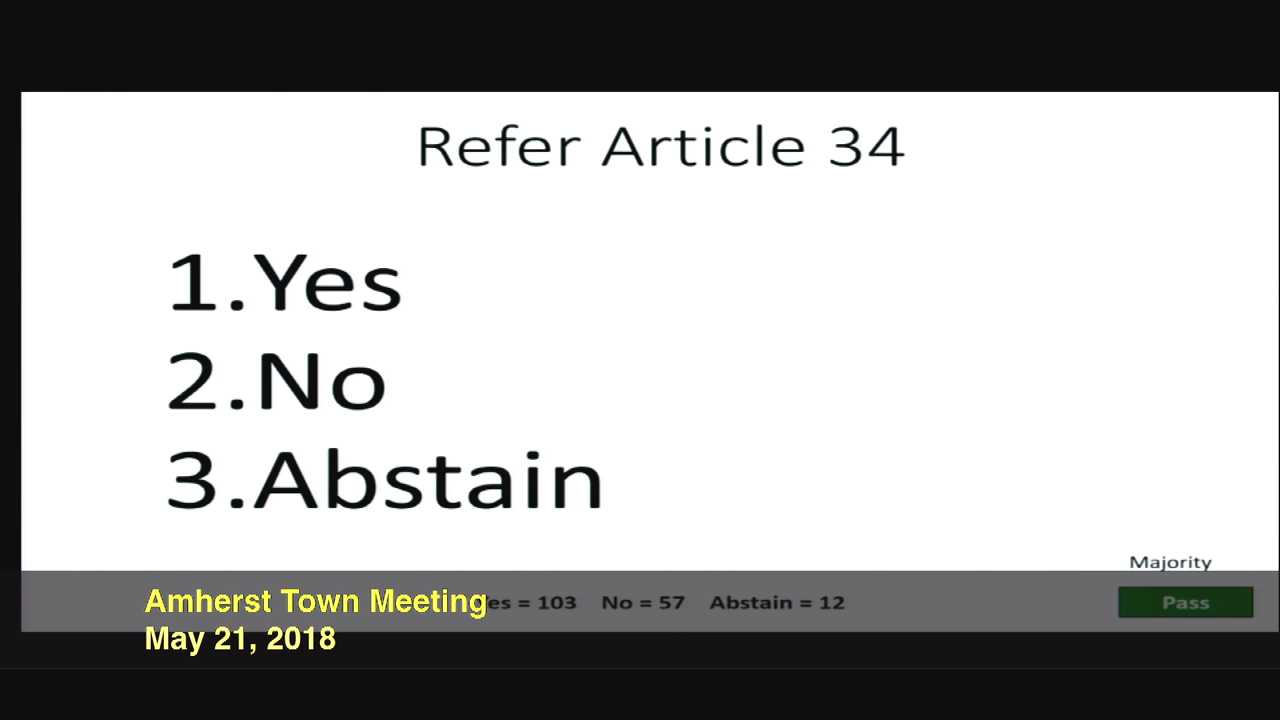 Refer Article 34
1.Yes
2.No
3.Abstain
Majority
Amherst Town Meeting
es = 103 No = 57 Abstain = 12
Pass
May 21, 2018